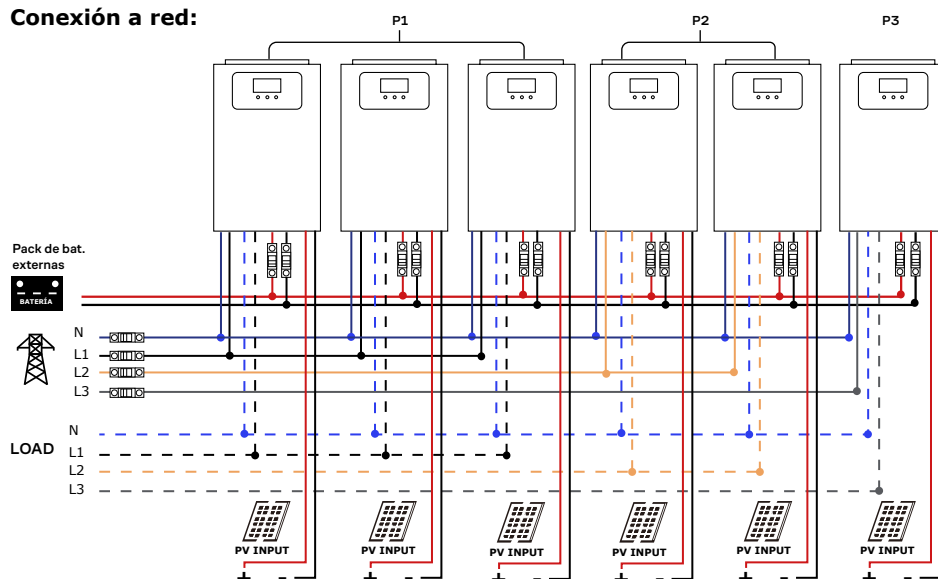 Conexión a red:
P1
P2
P3
Pack de bat.
externas
BATERÍA
N
L1
L2
L3
LOAD
N
L1
L2
L3
PV INPUT
PV INPUT
PV INPUT
PV INPUT
PV INPUT
PV INPUT